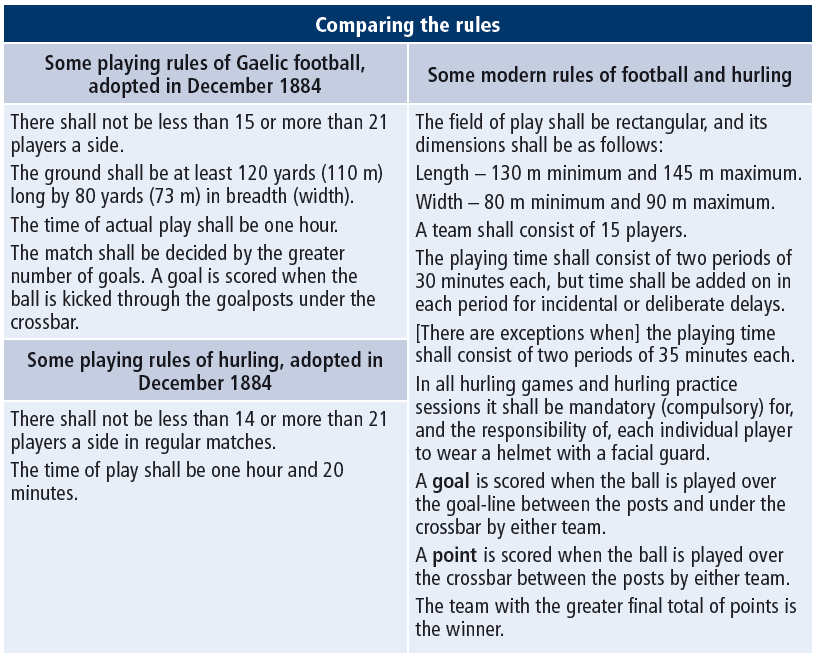 Comparing the rules
Some playing rules of Gaelic football,
adopted in December 1884
There shall not be less than 15 or more than 21
players a side.
The ground shall be at least 120 yards (110 m)
long by 80 yards (73 m) in breadth (width).
The time of actual play shall be one hour.
The match shall be decided by the greater
number of goals. A goal is scored when the
ball is kicked through the goalposts under the
crossbar.
Some playing rules of hurling, adopted in
December 1884
There shall not be less than 14 or more than 21
players a side in regular matches.
The time of play shall be one hour and 20
minutes.
Some modern rules of football and hurling
The field of play shall be rectangular, and its
dimensions shall be as follows:
Length – 130 m minimum and 145 m maximum.
Width – 80 m minimum and 90 m maximum.
A team shall consist of 15 players.
The playing time shall consist of two periods of
30 minutes each, but time shall be added on in
each period for incidental or deliberate delays.
[There are exceptions when] the playing time
shall consist of two periods of 35 minutes each.
In all hurling games and hurling practice
sessions it shall be mandatory (compulsory) for,
and the responsibility of, each individual player
to wear a helmet with a facial guard.
A goal is scored when the ball is played over
the goal-line between the posts and under the
crossbar by either team.
A point is scored when the ball is played over
the crossbar between the posts by either team.
The team with the greater final total of points is
the winner.